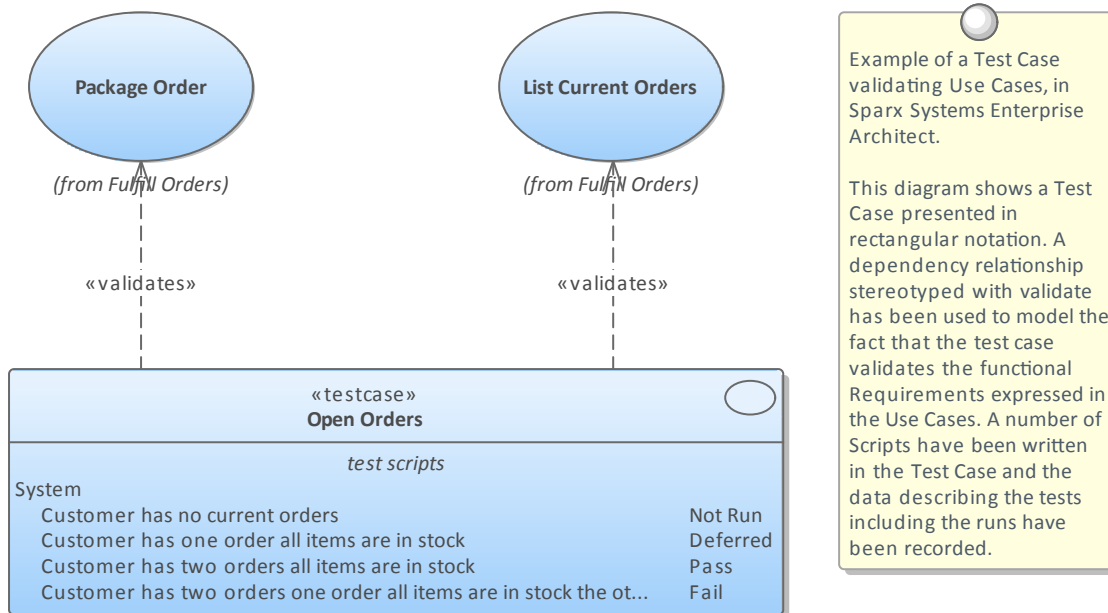 Package Order
List Current Orders
(from Fulfill Orders)
(from Fulfill Orders)
«validates»
«validates»
«testcase»
Open Orders
test scripts
System
Customer has no current orders Not Run
Customer has one order all items are in stock Deferred
Customer has two orders all items are in stock Pass
Customer has two orders one order all items are in stock the ot... Fail
Example of a Test Case
validating Use Cases, in
Sparx Systems Enterprise
Architect.
This diagram shows a Test
Case presented in
rectangular notation. A
dependency relationship
stereotyped with validate
has been used to model the
fact that the test case
validates the functional
Requirements expressed in
the Use Cases. A number of
Scripts have been written
in the Test Case and the
data describing the tests
including the runs have
been recorded.